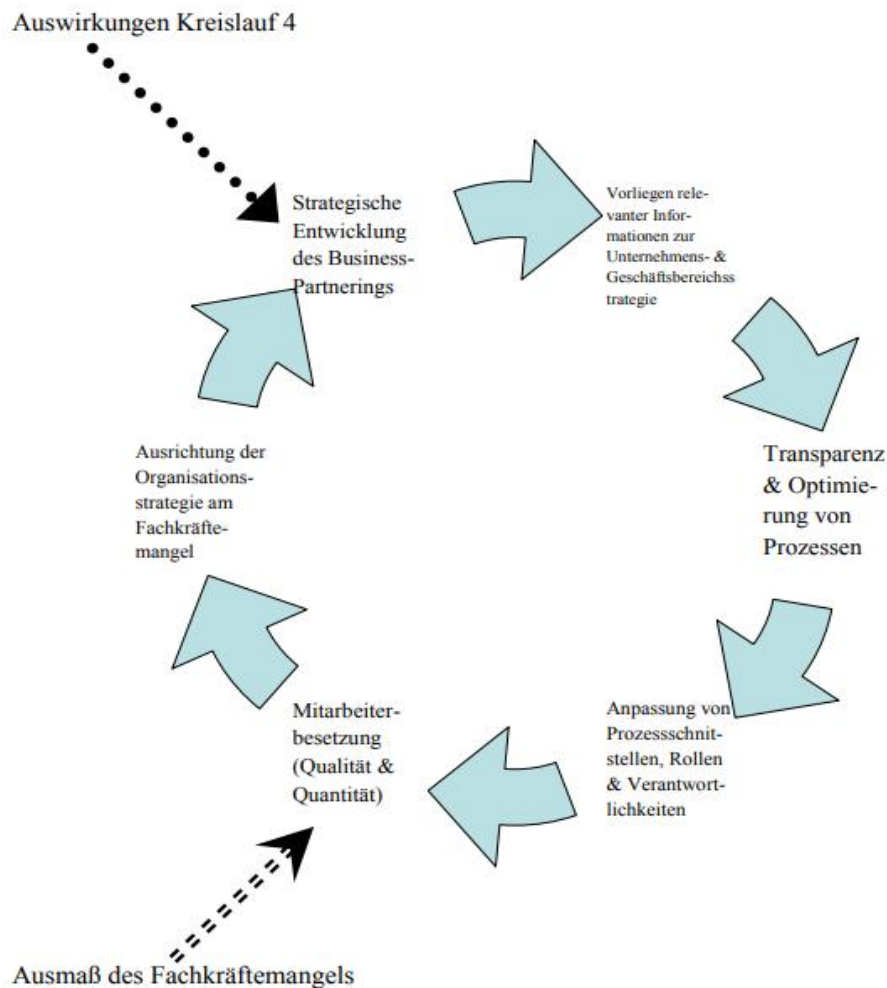 Auswirkungen Kreislauf 4
Strategische
Entwicklung
des Business-
Partnerings
Vorliegen rele-
vanter Infor-
mationen zur
Unternehmens- &
Geschäftsbereichss
trategie
Transparenz
& Optimie-
rung von
Prozessen
Anpassung von
Prozessschnit-
stellen, Rollen
& Verantwort-
lichkeiten
Mitarbeiter-
besetzung
(Qualität &
Quantität)
Ausrichtung der
Organisations-
strategie am
Fachkräfte-
mangel
Ausmaß des Fachkräftemangels